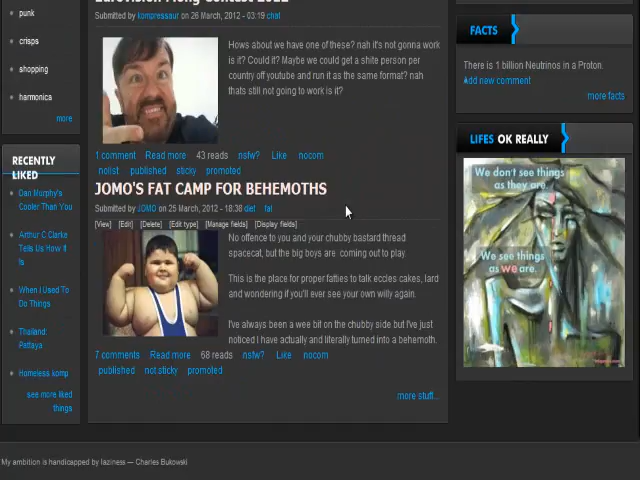 punk
crisps
shopping
harmonica
more
RECENTLY
LIKED
Dan Murphy's
Cooler Than You
Arthur C Clarke
Tells Us How It
Is
When I Used To
Do Things
Thailand:
Pattaya
Homeless komp
see more liked
things
Submitted by kompressaur on 26 March, 2012 - 03:19 chat
Hows about we have one of these? nah it's not gonna work
is it? Could it? Maybe we could get a shite person per
country off youtube and run it as the same format? nah
thats still not going to work is it?
1 comment Read more 43 reads nsfw? Like nocom
nolist published sticky promoted
JOMO'S FAT CAMP FOR BEHEMOTHS
Submitted by JOMO on 25 March, 2012 - 18:38 diet fat
[View] [Edit] [Delete] [Edit type] [Manage fields] [Display fields]
No offence to you and your chubby bastard thread
spacecat, but the big boys are coming out to play.
This is the place for proper fatties to talk eccles cakes, lard
and wondering if you'll ever see your own willy again.
I've always been a wee bit on the chubby side but I've just
noticed I have actually and literally turned into a behemoth.
7 comments Read more 68 reads nsfw? Like nocom
published not.sticky promoted
more stuff...
FACTS
There is 1 billion Neutrinos in a Proton.
Add new comment
more facts
LIFES OK REALLY
We don't see things
as they are.
We see things
as we are.
My ambition is handicapped by laziness — Charles Bukowski